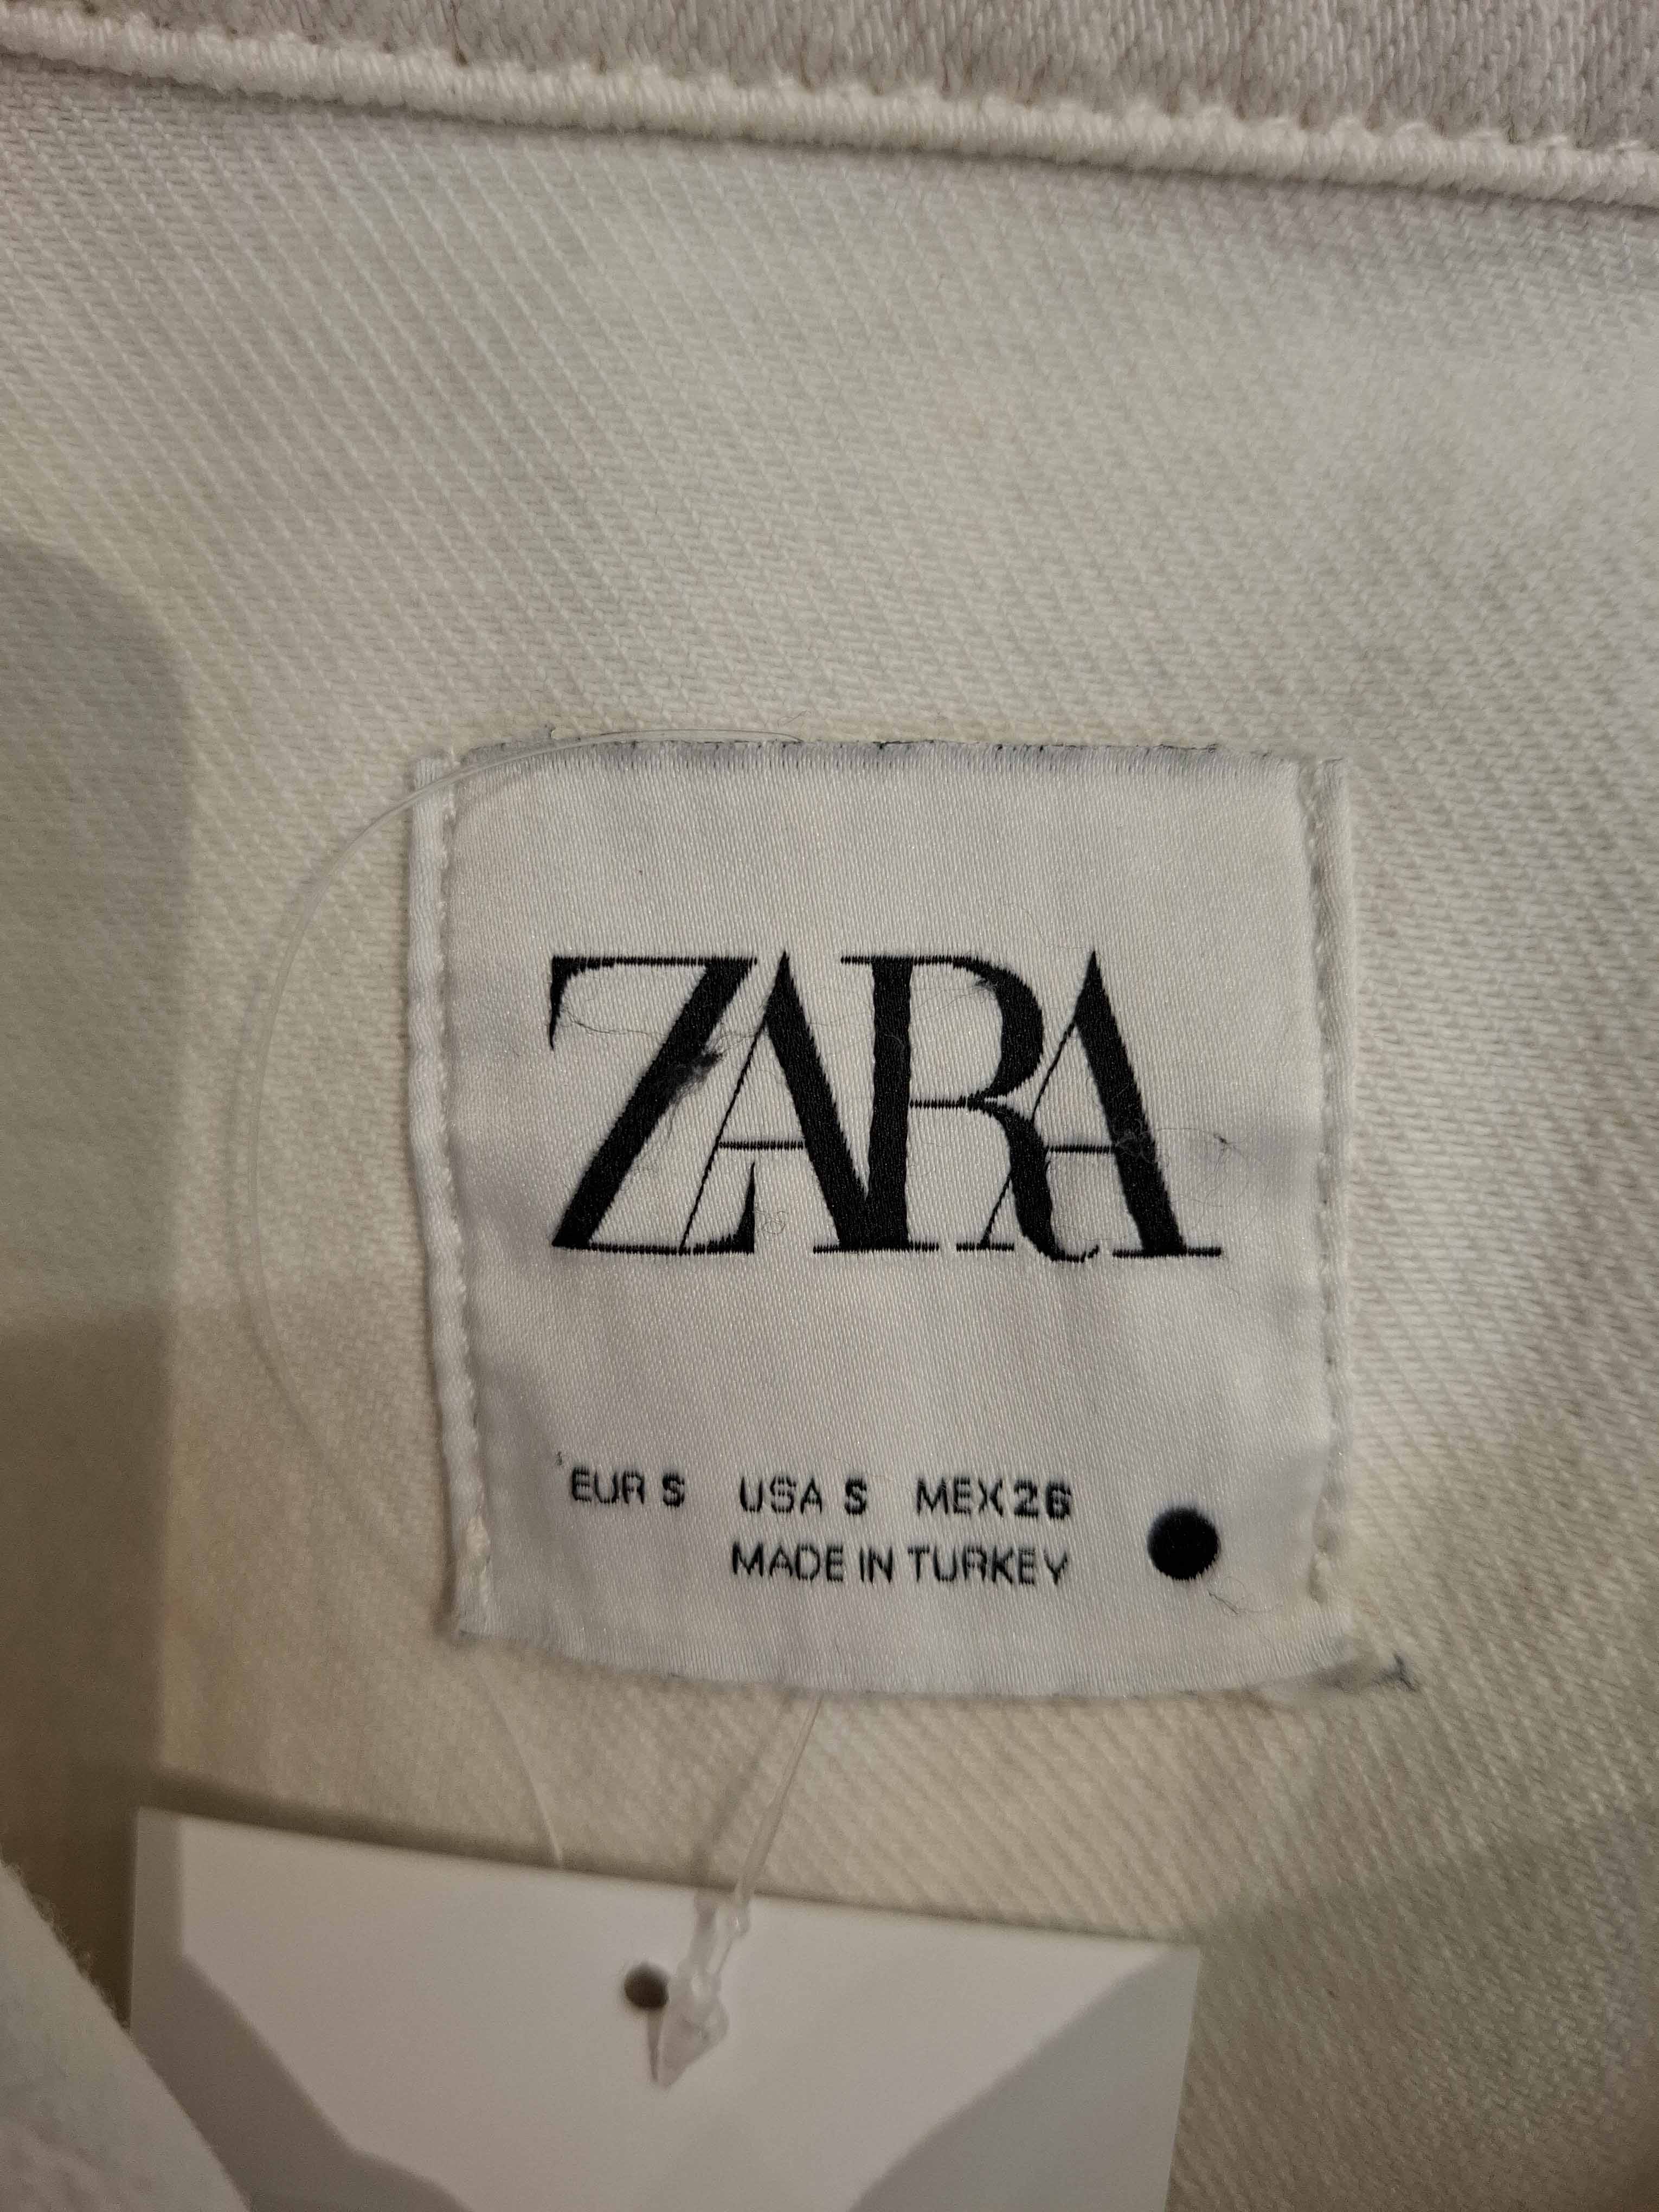 ZARA
EUR S USA S MEX 26
MADE IN TURKEY